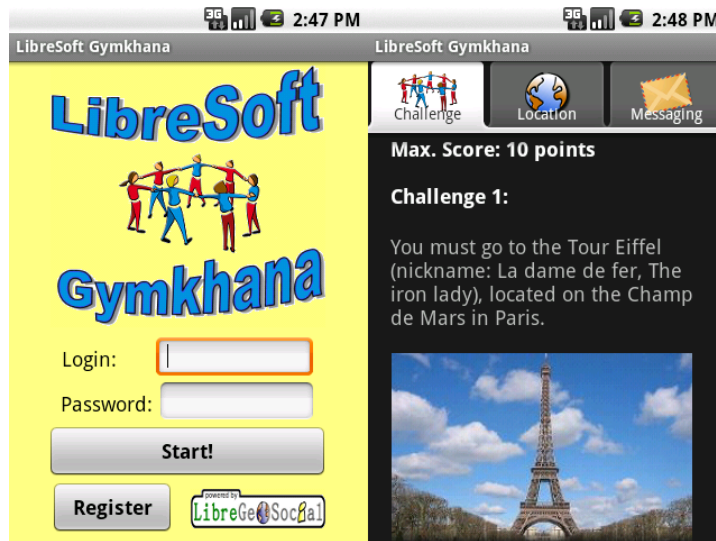 3G 2:47 PM
LibreSoft Gymkhana
LibreSoft
Gymkhana
Login:
Password:
Start!
Register
powered by
LibreGeoSocial
3G 2:48 PM
LibreSoft Gymkhana
Challenge
Location
Messaging
Max. Score: 10 points
Challenge 1:
You must go to the Tour Eiffel
(nickname: La dame de fer, The
iron lady), located on the Champ
de Mars in Paris.